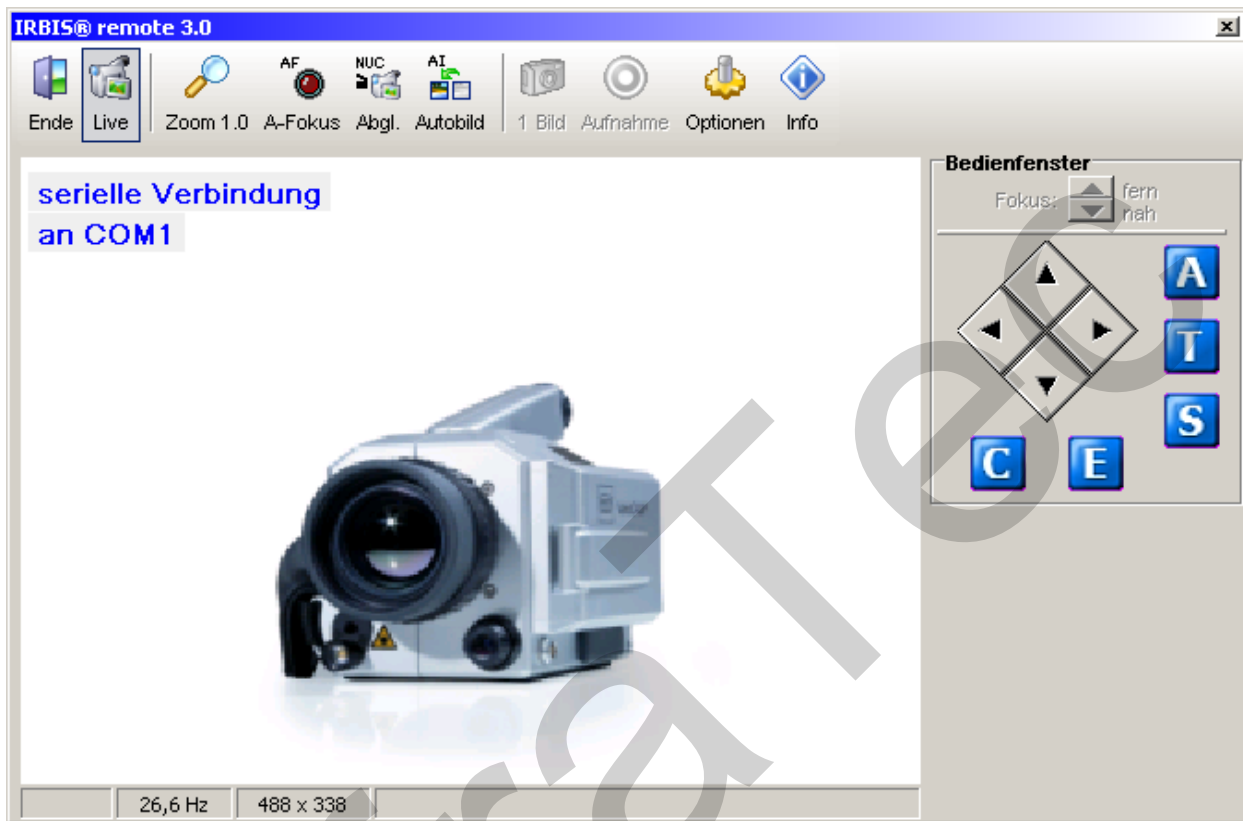 IRBIS® remote 3.0
AF NUC AI
Ende Live Zoom 1.0 A-Fokus Abgl. Autobild 1 Bild Aufnahme Optionen Info
serielle Verbindung
an COM1
Bedienfenster
Fokus: fern
nah
A
T
S
C E
26,6 Hz 488 x 338
raTec